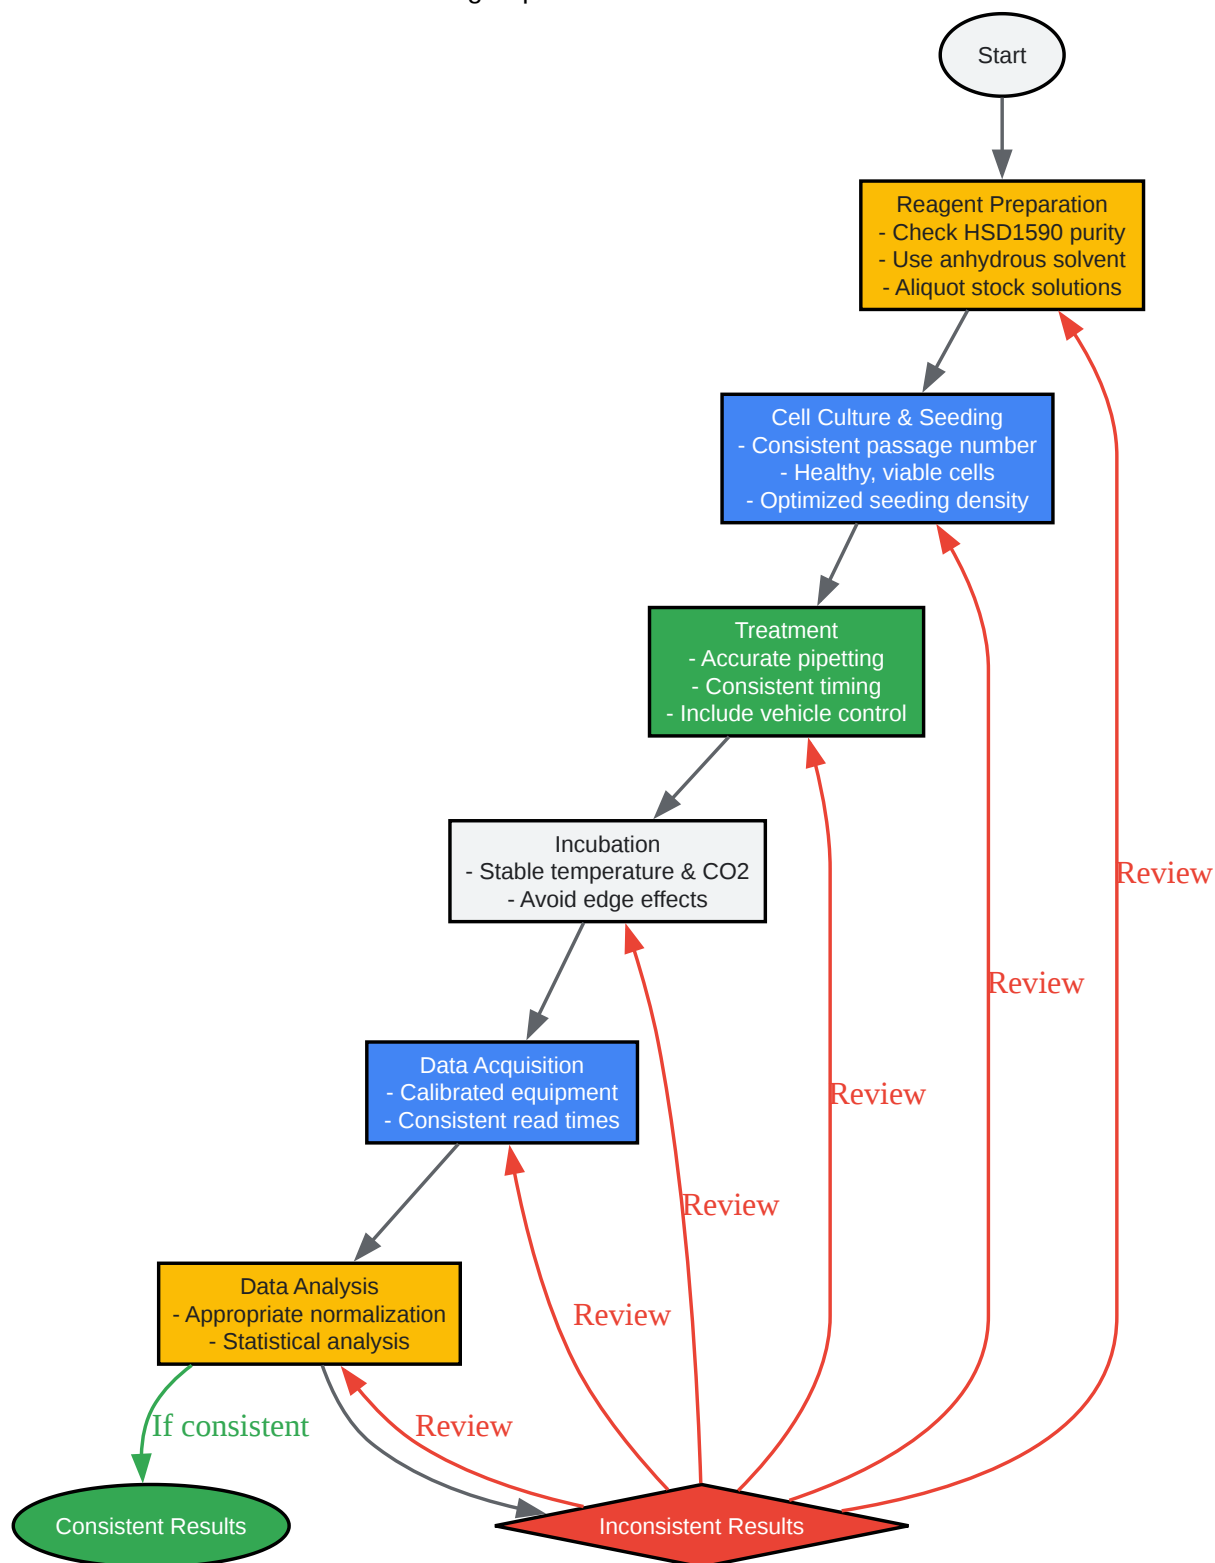 Start
Reagent Preparation
- Check HSD1590 purity
- Use anhydrous solvent
- Aliquot stock solutions
Cell Culture & Seeding
- Consistent passage number
- Healthy, viable cells
- Optimized seeding density
Treatment
- Accurate pipetting
- Consistent timing
- Include vehicle control
Incubation
- Stable temperature & CO2
- Avoid edge effects
Review
Review
Data Acquisition
- Calibrated equipment
- Consistent read times
Review
Review
Data Analysis
- Appropriate normalization
- Statistical analysis
Review
If consistent
Review
Consistent Results
Inconsistent Results